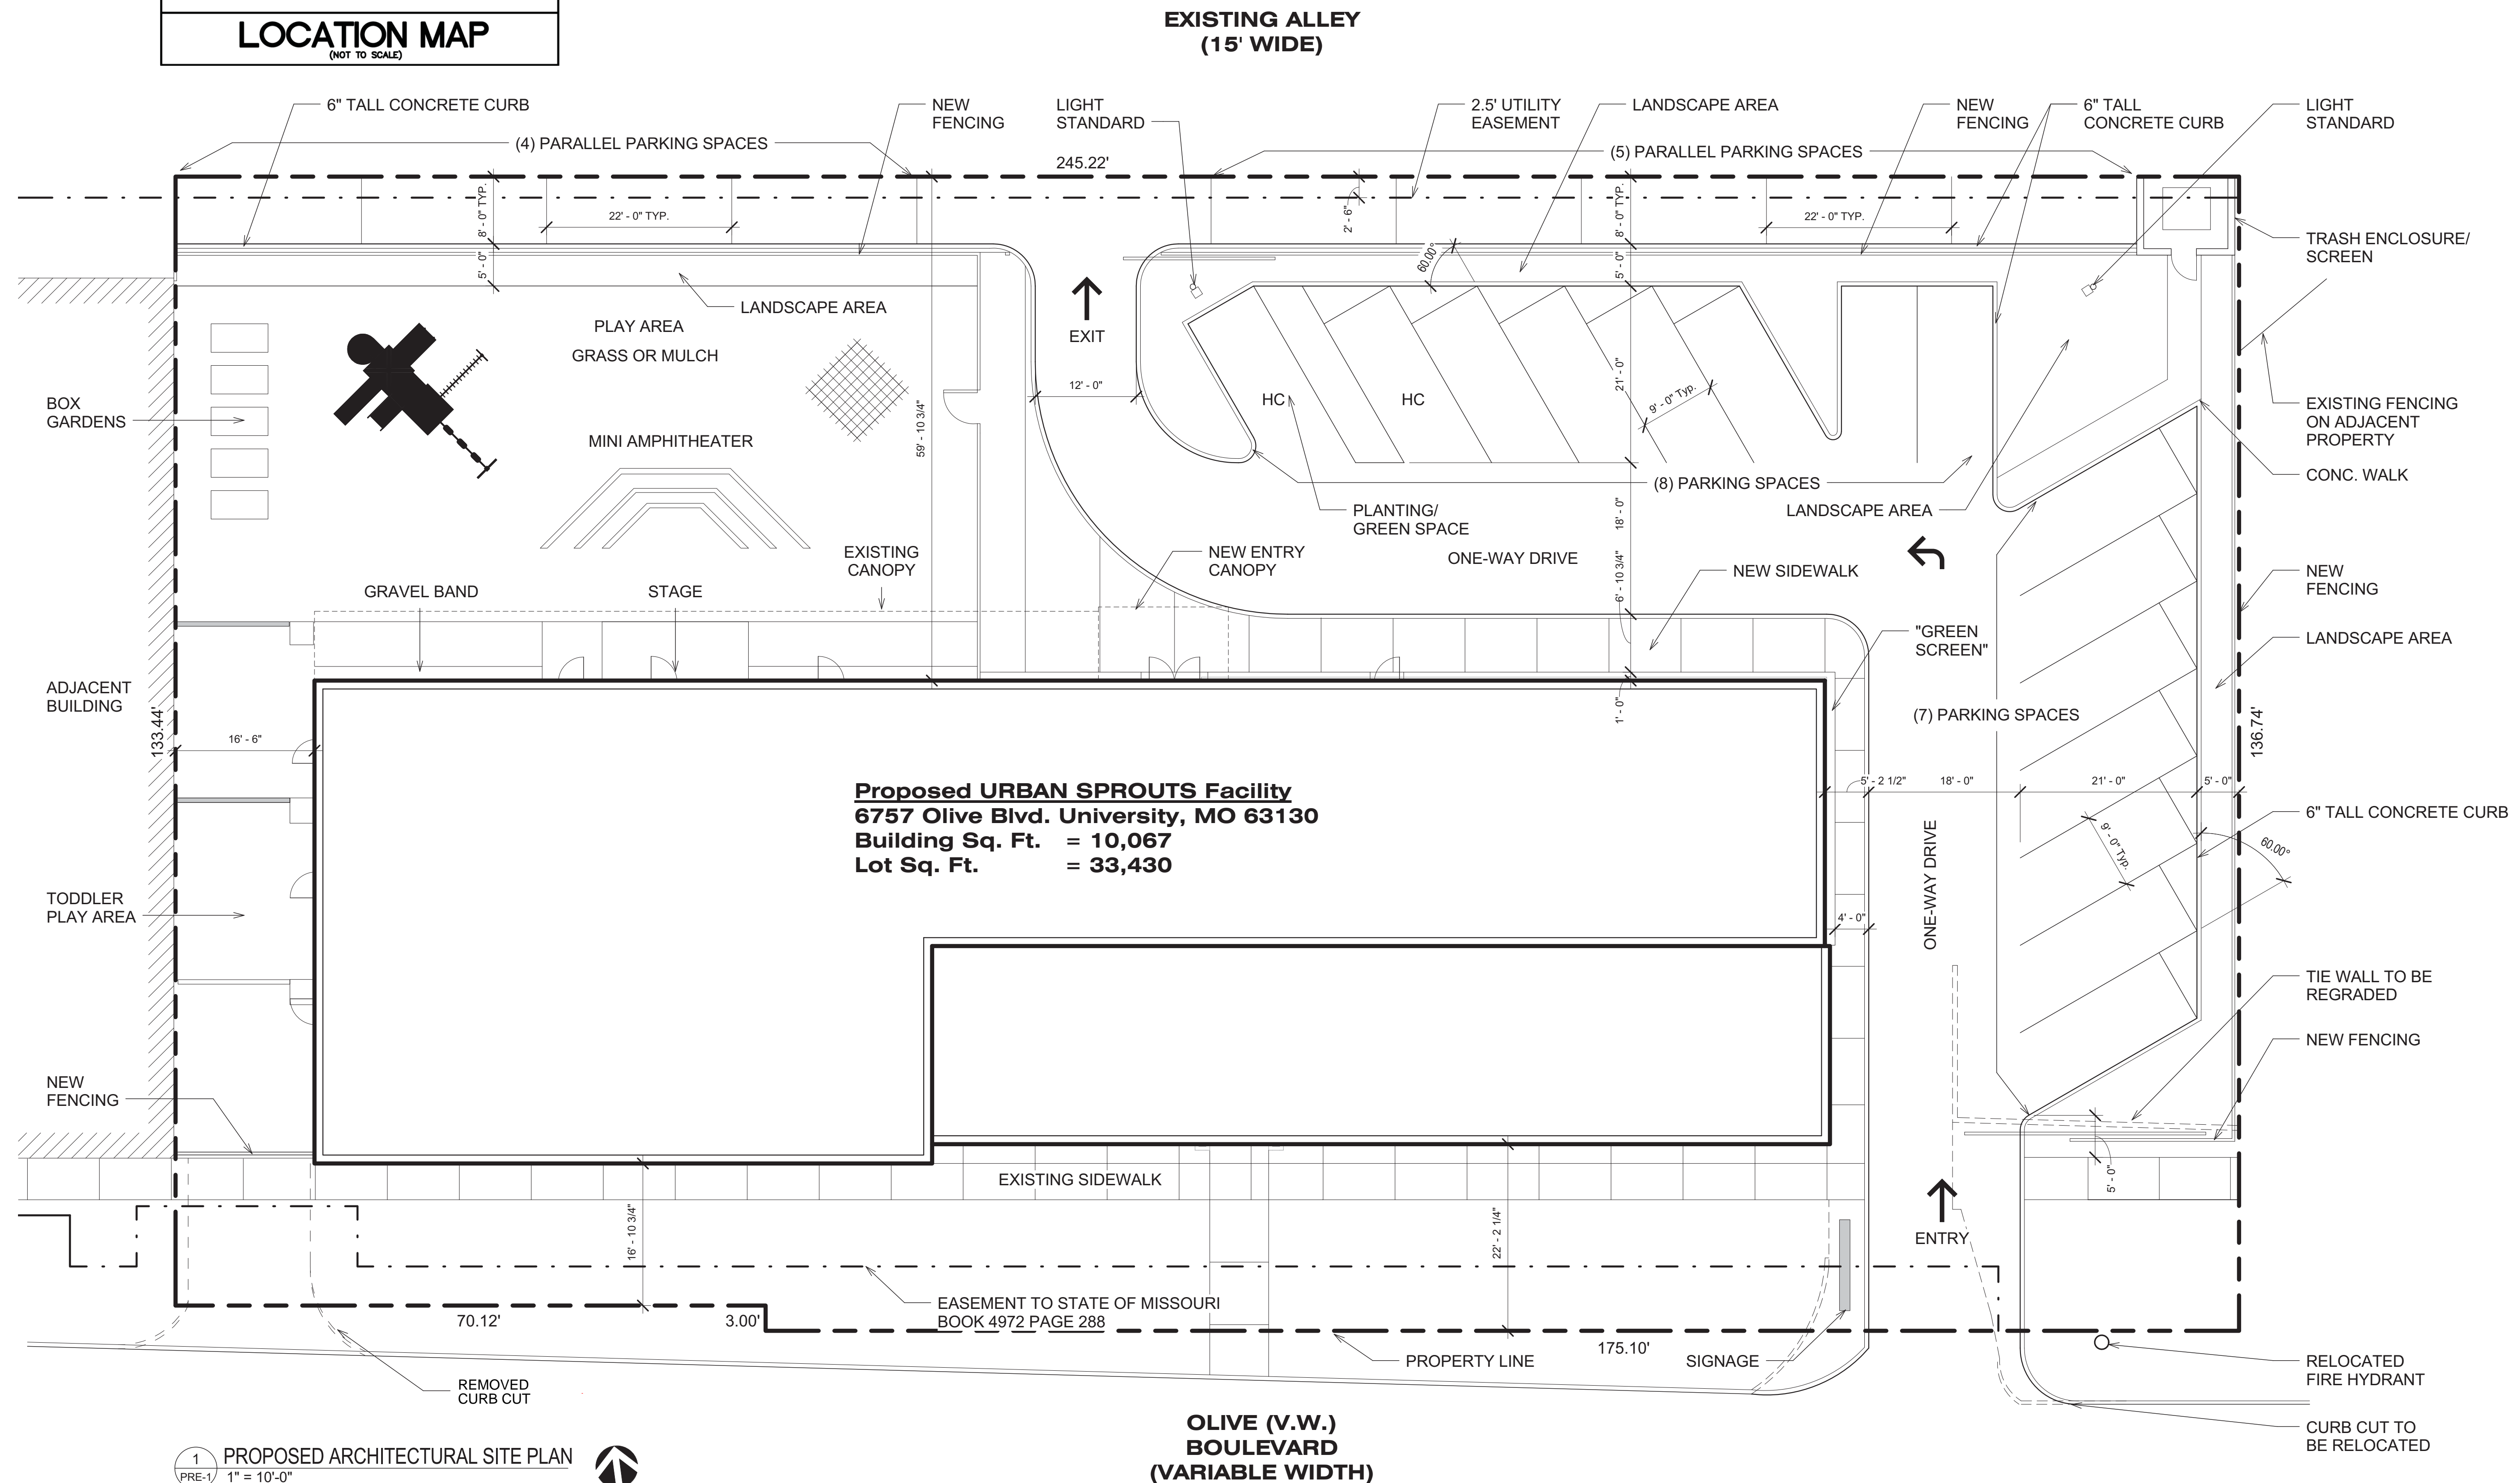 LOCATION MAP
(NOT TO SCALE)
EXISTING ALLEY
(15' WIDE)
6" TALL CONCRETE CURB
(4) PARALLEL PARKING SPACES
NEW
FENCING
LIGHT
STANDARD
245.22'
2.5' UTILITY
EASEMENT
LANDSCAPE AREA
(5) PARALLEL PARKING SPACES
NEW
FENCING
6" TALL
CONCRETE CURB
LIGHT
STANDARD
8' - 0" TYP.
22' - 0" TYP.
5' - 0"
2' - 6"
60.00°
8' - 0" TYP.
5' - 0"
22' - 0" TYP.
TRASH ENCLOSURE/
SCREEN
LANDSCAPE AREA
PLAY AREA
GRASS OR MULCH
EXIT
12' - 0"
HC
HC
21' - 0"
9' - 0" Typ.
BOX
GARDENS
59' - 10 3/4"
MINI AMPHITHEATER
EXISTING FENCING
ON ADJACENT
PROPERTY
CONC. WALK
(8) PARKING SPACES
PLANTING/
GREEN SPACE
LANDSCAPE AREA
18' - 0"
EXISTING
CANOPY
NEW ENTRY
CANOPY
ONE-WAY DRIVE
6' - 10 3/4"
NEW SIDEWALK
GRAVEL BAND
STAGE
NEW
FENCING
"GREEN
SCREEN"
LANDSCAPE AREA
ADJACENT
BUILDING
133.44'
16' - 6"
1' - 0"
(7) PARKING SPACES
136.74'
5' - 2 1/2"
18' - 0"
21' - 0"
5' - 0"
Proposed URBAN SPROUTS Facility
6757 Olive Blvd. University, MO 63130
Building Sq. Ft. = 10,067
Lot Sq. Ft. = 33,430
6" TALL CONCRETE CURB
9' - 0" Typ.
60.00°
ONE-WAY DRIVE
TODDLER
PLAY AREA
4' - 0"
TIE WALL TO BE
REGRADED
NEW FENCING
NEW
FENCING
EXISTING SIDEWALK
5' - 0"
16' - 10 3/4"
22' - 2 1/4"
ENTRY
EASEMENT TO STATE OF MISSOURI
BOOK 4972 PAGE 288
70.12'
3.00'
175.10'
PROPERTY LINE
SIGNAGE
RELOCATED
FIRE HYDRANT
REMOVED
CURB CUT
CURB CUT TO
BE RELOCATED
OLIVE (V.W.)
BOULEVARD
(VARIABLE WIDTH)
1
PRE-1
PROPOSED ARCHITECTURAL SITE PLAN
1" = 10'-0"